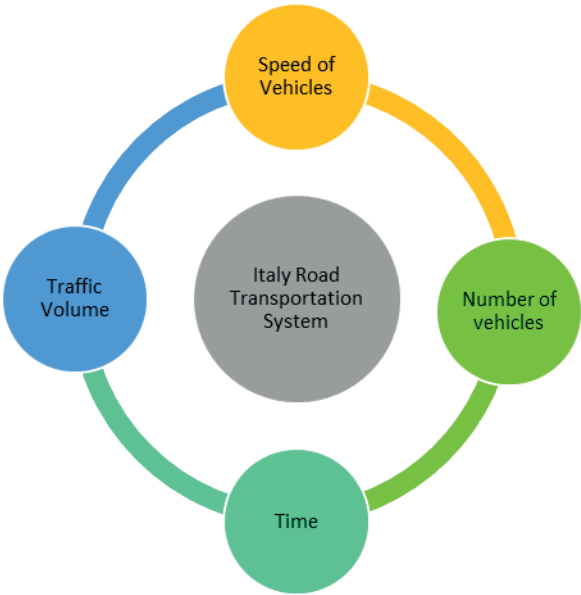 Speed of
Vehicles
Traffic
Volume
Italy Road
Transportation
System
Number of
vehicles
Time